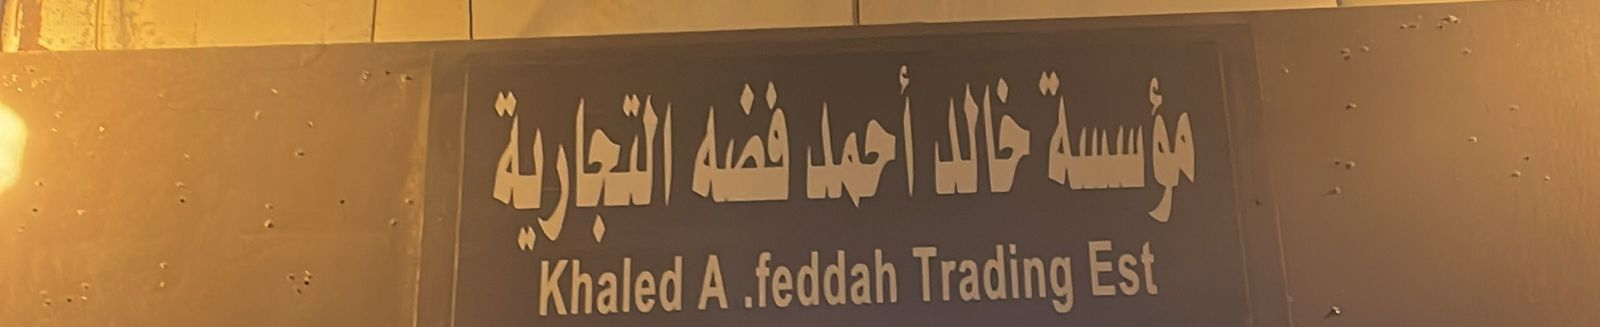 مؤسسة خالد أحمد فضه التجارية
Khaled A .feddah Trading Est